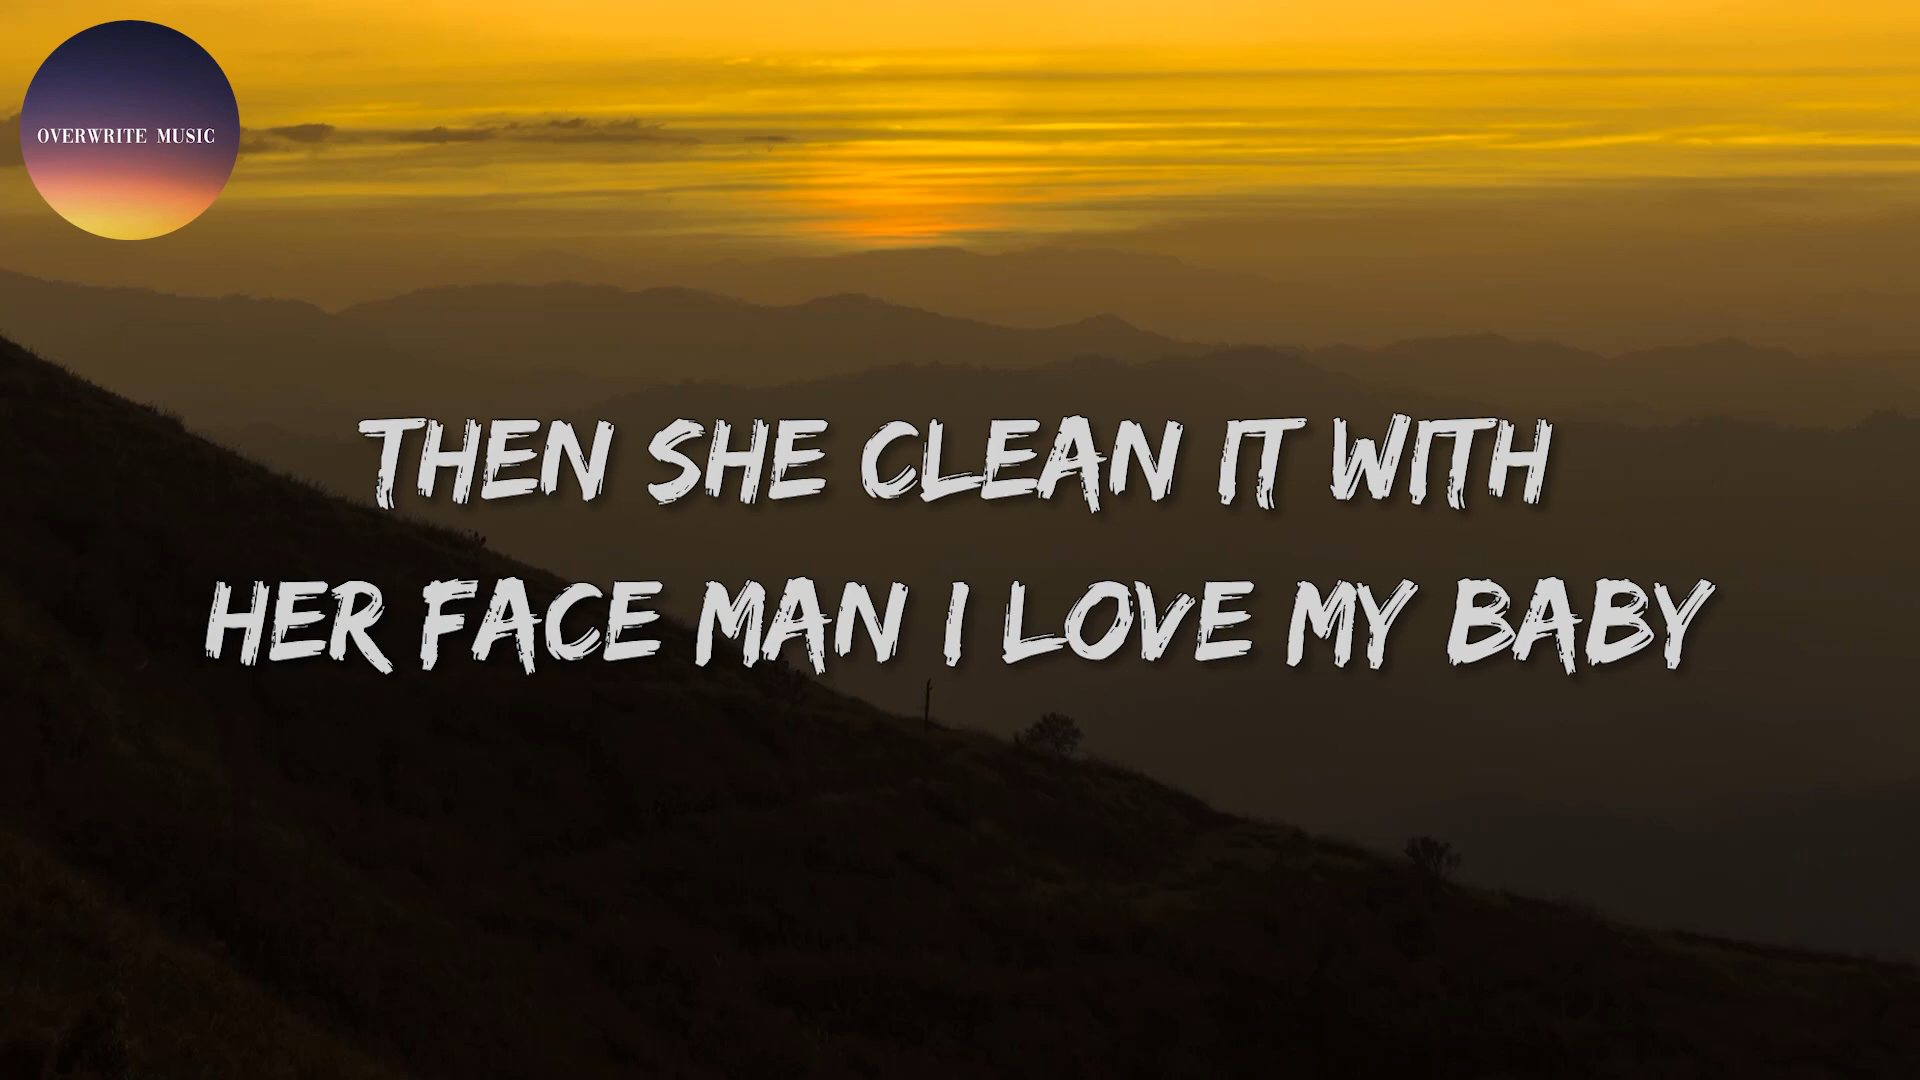 OVERWRITE MUSIC
THEN SHE CLEAN IT WITH
HER FACE MAN I LOVE MY BABY